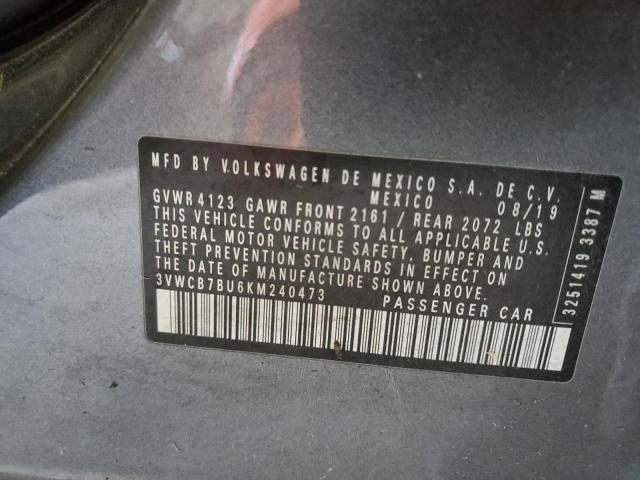 MFD BY VOLKSWAGEN DE MEXICO S.A. DE C.V.
MEXICO 08/19
GVWR 4123 GAWR FRONT 2161 / REAR 2072 LBS
THIS VEHICLE CONFORMS TO ALL APPLICABLE U.S.
FEDERAL MOTOR VEHICLE SAFETY, BUMPER AND
THEFT PREVENTION STANDARDS IN EFFECT ON
THE DATE OF MANUFACTURE SHOWN ABOVE.
3VWCB7BU6KM240473 PASSENGER CAR
3251419 3387 M